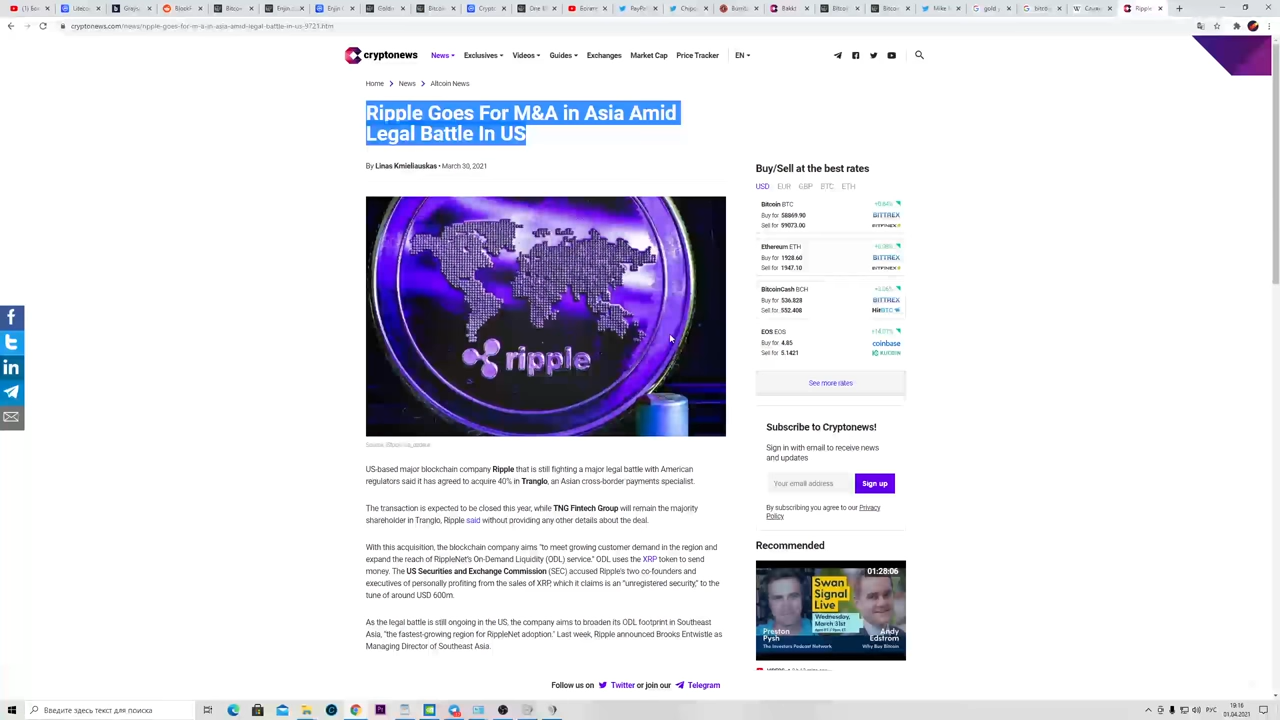 cryptonews.com/news/ripple-goes-for-m-a-in-asia-amid-legal-battle-in-us-9721.htm
cryptonews
News
Exclusives
Videos
Guides
Exchanges
Market Cap
Price Tracker
EN
Home
News
Altcoin News
Ripple Goes For M&A in Asia Amid
Legal Battle In US
By Linas Kmieliauskas • March 30, 2021
ripple
US-based major blockchain company Ripple that is still fighting a major legal battle with American
regulators said it has agreed to acquire 40% in Tranglo, an Asian cross-border payments specialist.
The transaction is expected to be closed this year, while TNG Fintech Group will remain the majority
shareholder in Tranglo, Ripple said without providing any other details about the deal.
With this acquisition, the blockchain company aims "to meet growing customer demand in the region and
expand the reach of RippleNet's On-Demand Liquidity (ODL) service." ODL uses the XRP token to send
money. The US Securities and Exchange Commission (SEC) accused Ripple's two co-founders and
executives of personally profiting from the sales of XRP, which it claims is an "unregistered security," to the
tune of around USD 600m.
As the legal battle is still ongoing in the US, the company aims to broaden its ODL footprint in Southeast
Asia, "the fastest-growing region for RippleNet adoption." Last week, Ripple announced Brooks Entwistle as
Managing Director of Southeast Asia.
Buy/Sell at the best rates
USD EUR GBP BTC ETH
Bitcoin BTC
Buy for 58869.90 BITTREX
Sell for 59073.00 BITFINEX
Ethereum ETH
Buy for 1928.60 BITTREX
Sell for 1947.10 BITFINEX
BitcoinCash BCH
Buy for 536.828 BITTREX
Sell for 552.408 HitBTC
EOS EOS
Buy for 4.85 coinbase
Sell for 5.1421 KUCOIN
See more rates
Subscribe to Cryptonews!
Sign in with email to receive news
and updates
Your email address
Sign up
By subscribing you agree to our Privacy
Policy
Recommended
01:28:06
Swan
Signal
Live
Wednesday,
March 31st
Preston
Pysh
The Investors Podcast Network
Andy
Edstrom
Why Buy Bitcoin
Follow us on Twitter or join our Telegram
Введите здесь текст для поиска
РУС
19:16
01.04.2021